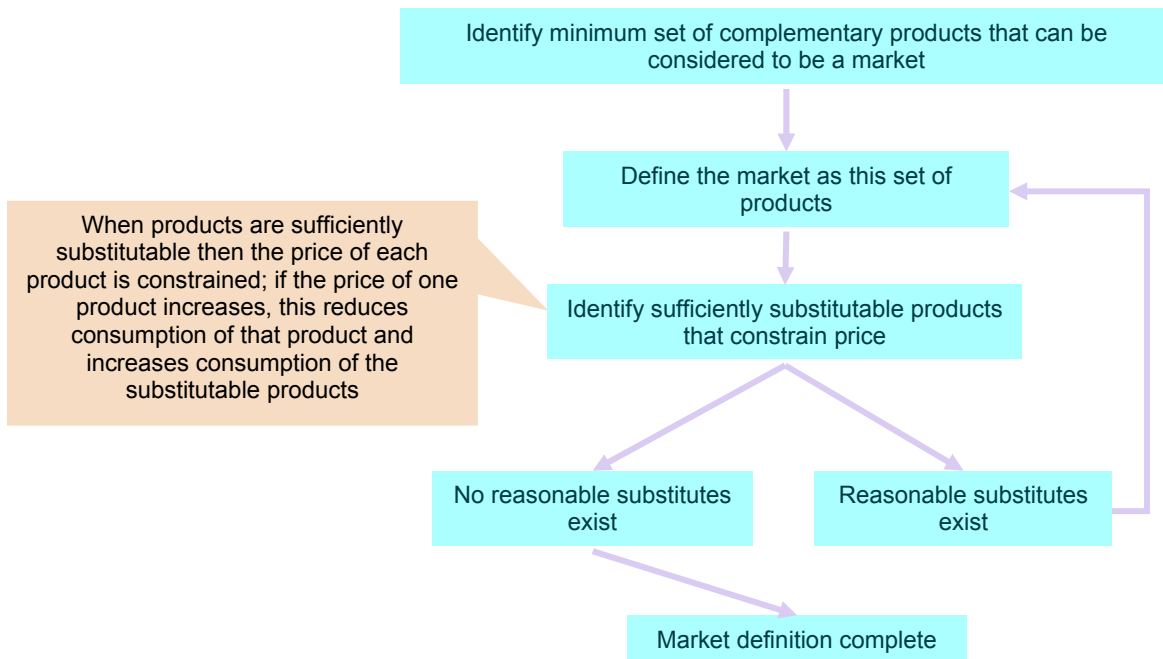 Identify minimum set of complementary products that can be
considered to be a market
Define the market as this set of
products
When products are sufficiently
substitutable then the price of each
product is constrained; if the price of one
product increases, this reduces
consumption of that product and
increases consumption of the
substitutable products
Identify sufficiently substitutable products
that constrain price
No reasonable substitutes
exist
Reasonable substitutes
exist
Market definition complete